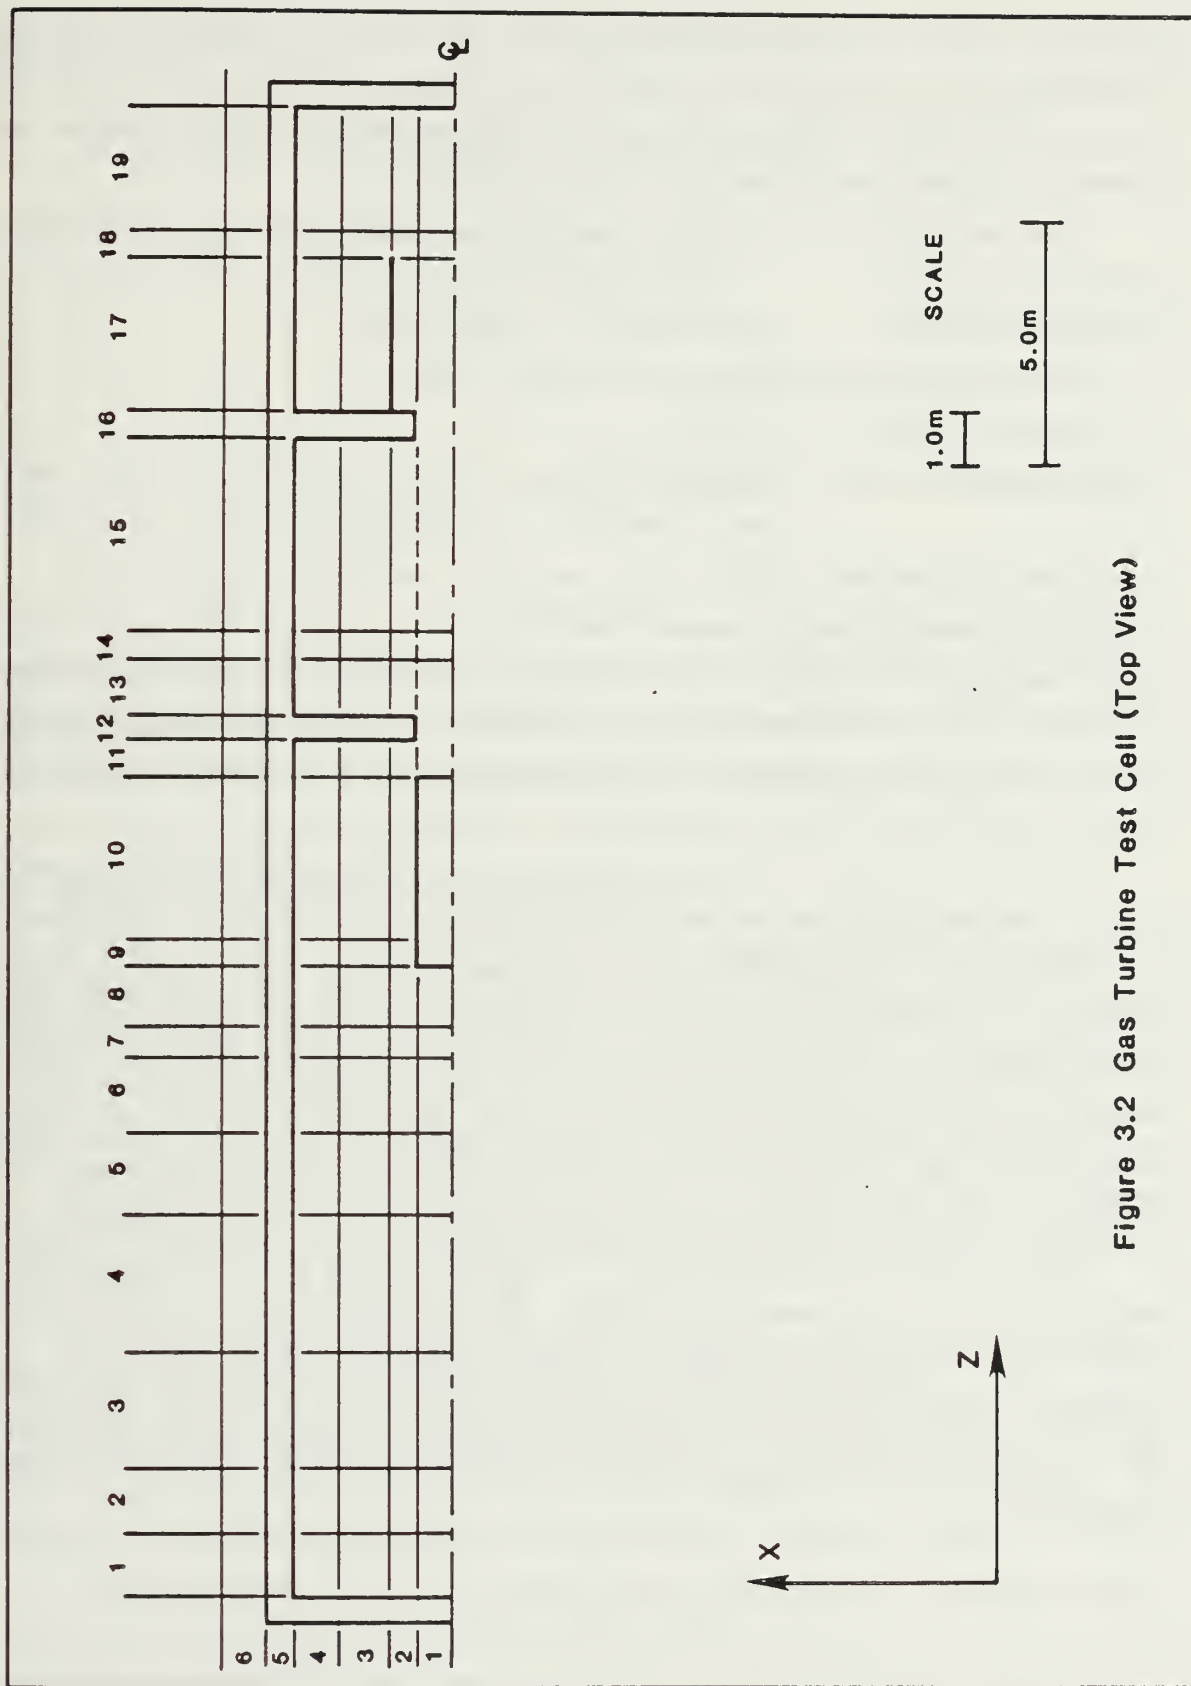 1 2 3 4 5 6 7 8 9 10 11 12 13 14 15 16 17 18 19
6
5
4
3
2
1
℄
X
Z
1.0m
SCALE
5.0m
Figure 3.2 Gas Turbine Test Cell (Top View)